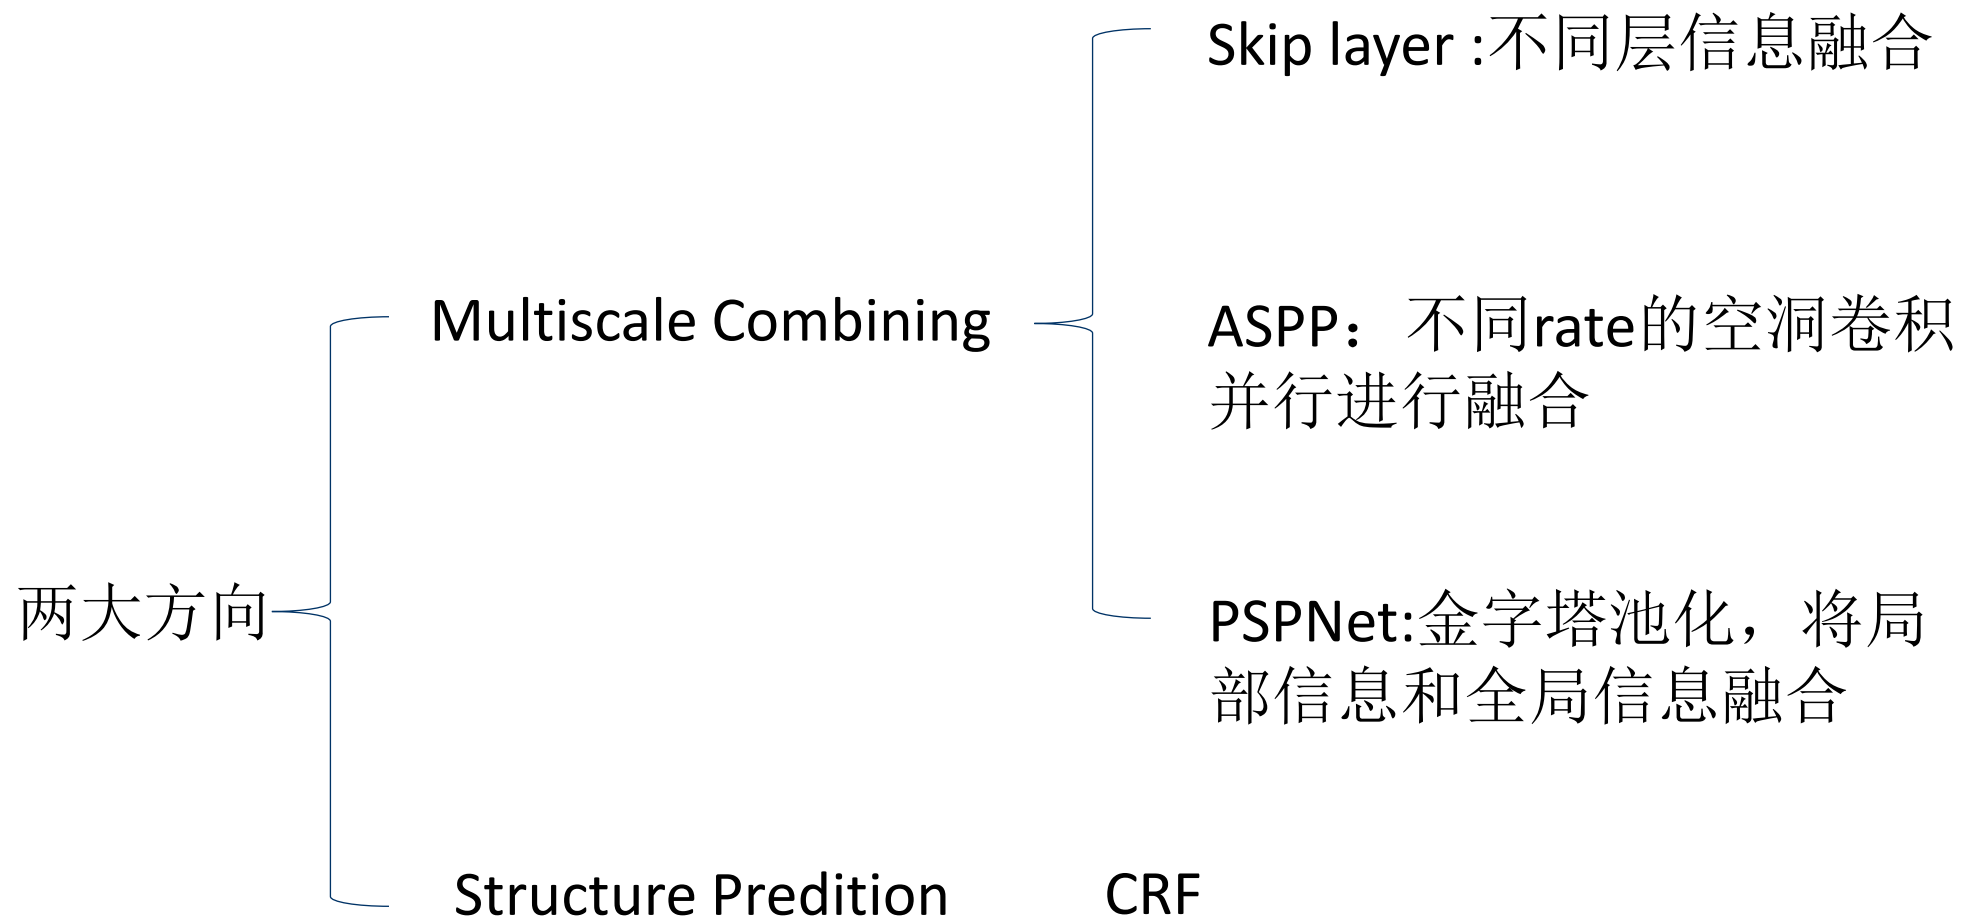 Skip layer :不同层信息融合
Multiscale Combining
ASPP：不同rate的空洞卷积
并行进行融合
两大方向
PSPNet:金字塔池化，将局
部信息和全局信息融合
Structure Predition
CRF